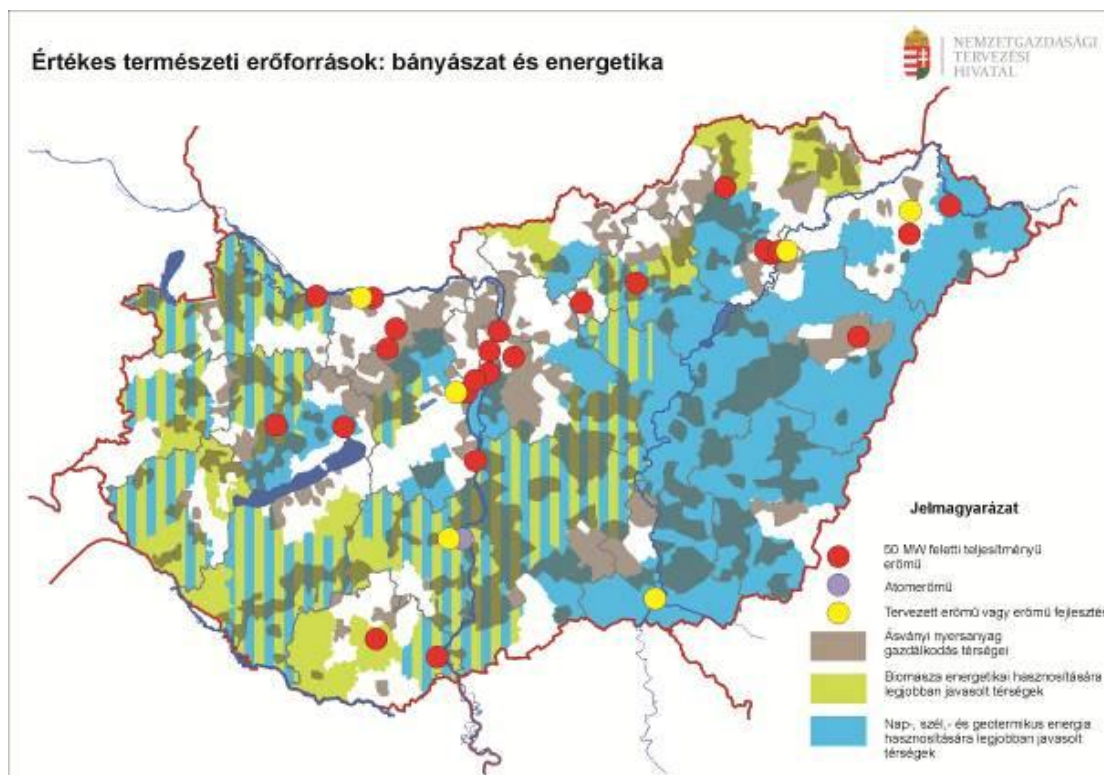 Értékes természeti erőforrások: bányászat és energetika
NEMZETGAZDASÁGI
TERVEZÉSI
HIVATAL
Jelmagyarázat
50 MW feletti teljesítményű
erőmű
Atomerőmű
Tervezett erőmű vagy erőmű fejlesztés
Ásványi nyersanyag
gazdálkodás térségei
Biomasza energetikai hasznosítására
legjobban javasolt térségek
Nap-, szél,- és geotermikus energia
hasznosítására legjobban javasolt
térségek